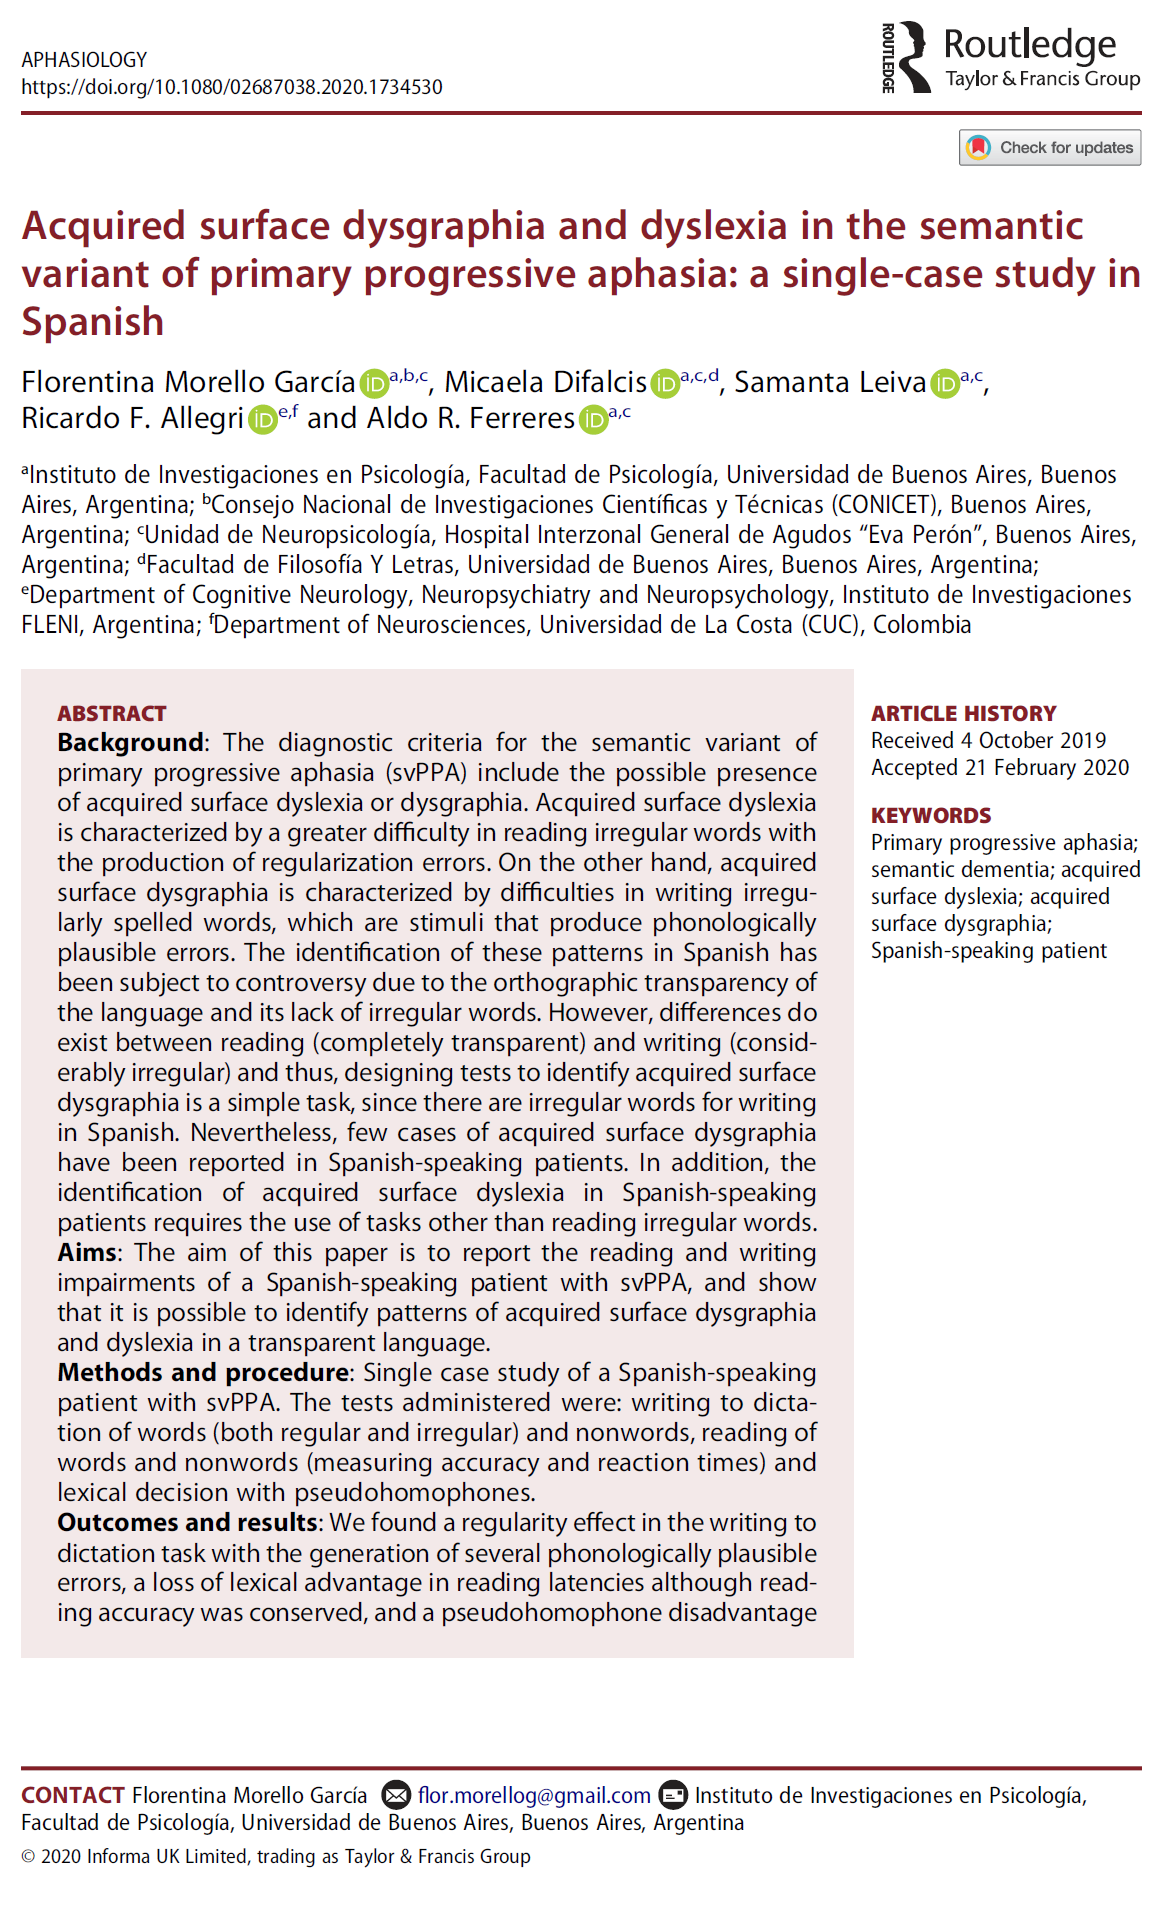 APHASIOLOGY
https://doi.org/10.1080/02687038.2020.1734530
ROUTLEDGE
Routledge
Taylor & Francis Group
Check for updates
Acquired surface dysgraphia and dyslexia in the semantic
variant of primary progressive aphasia: a single-case study in
Spanish
Florentina Morello García iD a,b,c, Micaela Difalcis iD a,c,d, Samanta Leiva iD a,c,
Ricardo F. Allegri iD e,f and Aldo R. Ferreres iD a,c
aInstituto de Investigaciones en Psicología, Facultad de Psicología, Universidad de Buenos Aires, Buenos
Aires, Argentina; bConsejo Nacional de Investigaciones Científicas y Técnicas (CONICET), Buenos Aires,
Argentina; cUnidad de Neuropsicología, Hospital Interzonal General de Agudos “Eva Perón”, Buenos Aires,
Argentina; dFacultad de Filosofía Y Letras, Universidad de Buenos Aires, Buenos Aires, Argentina;
eDepartment of Cognitive Neurology, Neuropsychiatry and Neuropsychology, Instituto de Investigaciones
FLENI, Argentina; fDepartment of Neurosciences, Universidad de La Costa (CUC), Colombia
ABSTRACT
Background: The diagnostic criteria for the semantic variant of
primary progressive aphasia (svPPA) include the possible presence
of acquired surface dyslexia or dysgraphia. Acquired surface dyslexia
is characterized by a greater difficulty in reading irregular words with
the production of regularization errors. On the other hand, acquired
surface dysgraphia is characterized by difficulties in writing irregu-
larly spelled words, which are stimuli that produce phonologically
plausible errors. The identification of these patterns in Spanish has
been subject to controversy due to the orthographic transparency of
the language and its lack of irregular words. However, differences do
exist between reading (completely transparent) and writing (consid-
erably irregular) and thus, designing tests to identify acquired surface
dysgraphia is a simple task, since there are irregular words for writing
in Spanish. Nevertheless, few cases of acquired surface dysgraphia
have been reported in Spanish-speaking patients. In addition, the
identification of acquired surface dyslexia in Spanish-speaking
patients requires the use of tasks other than reading irregular words.
Aims: The aim of this paper is to report the reading and writing
impairments of a Spanish-speaking patient with svPPA, and show
that it is possible to identify patterns of acquired surface dysgraphia
and dyslexia in a transparent language.
Methods and procedure: Single case study of a Spanish-speaking
patient with svPPA. The tests administered were: writing to dicta-
tion of words (both regular and irregular) and nonwords, reading of
words and nonwords (measuring accuracy and reaction times) and
lexical decision with pseudohomophones.
Outcomes and results: We found a regularity effect in the writing to
dictation task with the generation of several phonologically plausible
errors, a loss of lexical advantage in reading latencies although read-
ing accuracy was conserved, and a pseudohomophone disadvantage
ARTICLE HISTORY
Received 4 October 2019
Accepted 21 February 2020
KEYWORDS
Primary progressive aphasia;
semantic dementia; acquired
surface dyslexia; acquired
surface dysgraphia;
Spanish-speaking patient
CONTACT Florentina Morello García flor.morellog@gmail.com Instituto de Investigaciones en Psicología,
Facultad de Psicología, Universidad de Buenos Aires, Buenos Aires, Argentina
© 2020 Informa UK Limited, trading as Taylor & Francis Group